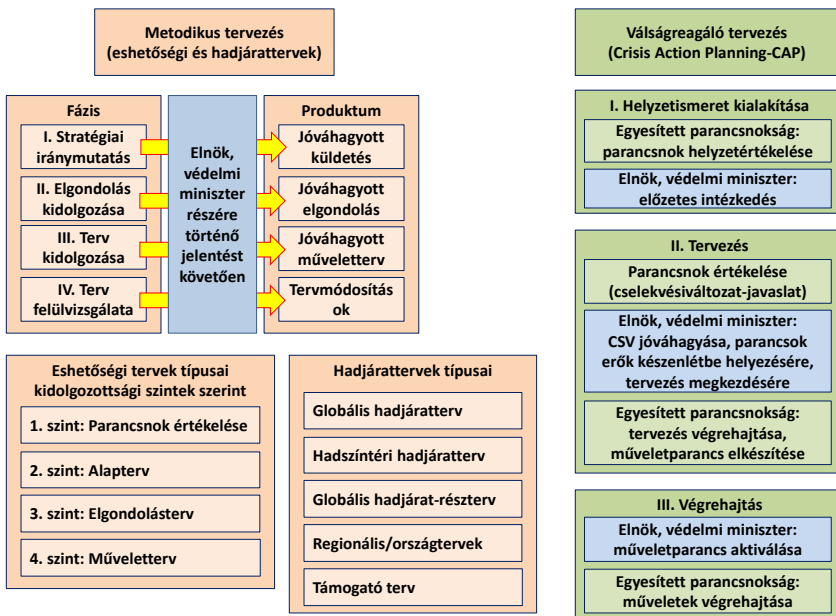 Metodikus tervezés
(eshetőségi és hadjárattervek)
Fázis
I. Stratégiai
iránymutatás
II. Elgondolás
kidolgozása
III. Terv
kidolgozása
IV. Terv
felülvizsgálata
Elnök,
védelmi
miniszter
részére
történő
jelentést
követően
Produktum
Jóváhagyott
küldetés
Jóváhagyott
elgondolás
Jóváhagyott
műveletterv
Tervmódosítás
ok
Eshetőségi tervek típusai
kidolgozottsági szintek szerint
1. szint: Parancsnok értékelése
2. szint: Alapterv
3. szint: Elgondolásterv
4. szint: Műveletterv
Hadjárattervek típusai
Globális hadjáratterv
Hadszíntéri hadjáratterv
Globális hadjárat-részterv
Regionális/országtervek
Támogató terv
Válságreagáló tervezés
(Crisis Action Planning-CAP)
I. Helyzetismeret kialakítása
Egyesített parancsnokság:
parancsnok helyzetértékelése
Elnök, védelmi miniszter:
előzetes intézkedés
II. Tervezés
Parancsnok értékelése
(cselekvésiváltozat-javaslat)
Elnök, védelmi miniszter:
CSV jóváhagyása, parancsok
erők készenlétbe helyezésére,
tervezés megkezdésére
Egyesített parancsnokság:
tervezés végrehajtása,
műveletparancs elkészítése
III. Végrehajtás
Elnök, védelmi miniszter:
műveletparancs aktiválása
Egyesített parancsnokság:
műveletek végrehajtása